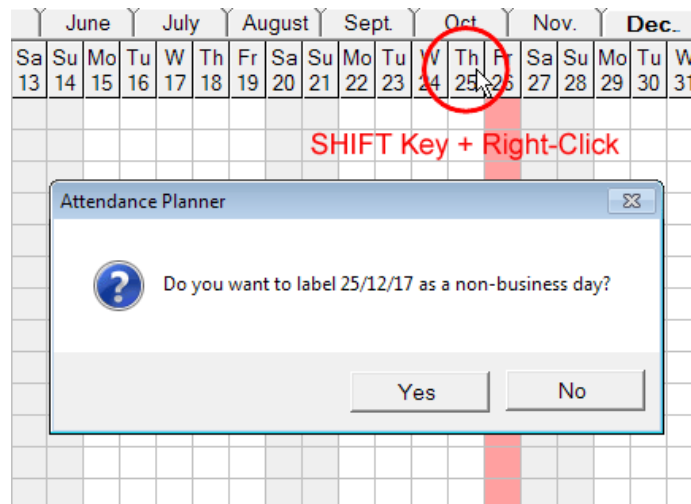 June July August Sept. Oct. Nov. Dec..
Sa Su Mo Tu W Th Fr Sa Su Mo Tu W Th Fr Sa Su Mo Tu W
13 14 15 16 17 18 19 20 21 22 23 24 25 26 27 28 29 30 31
SHIFT Key + Right-Click
Attendance Planner
Do you want to label 25/12/17 as a non-business day?
Yes No